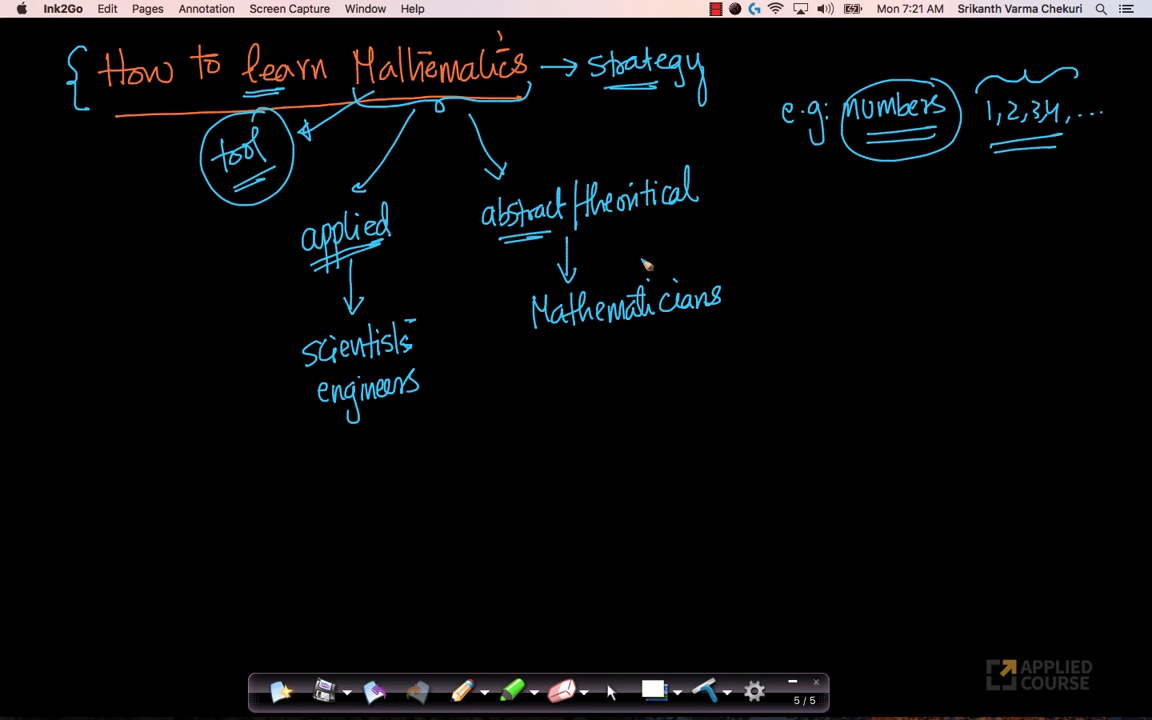 Ink2Go Edit Pages Annotation Screen Capture Window Help Mon 7:21 AM Srikanth Varma Chekuri
{ How to learn Mathematics → strategy
e.g: numbers 1, 2, 3, 4, ...
tool
applied
abstract/theoritical
scientists
engineers
Mathematicians
APPLIED
COURSE
5/5